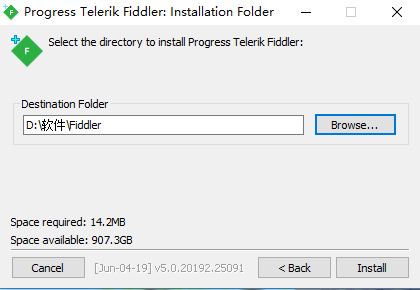 Progress Telerik Fiddler: Installation Folder
F
Select the directory to install Progress Telerik Fiddler:
Destination Folder
D:\软件\Fiddler
Browse...
Space required: 14.2MB
Space available: 907.3GB
Cancel
[Jun-04-19] v5.0.20192.25091
< Back
Install